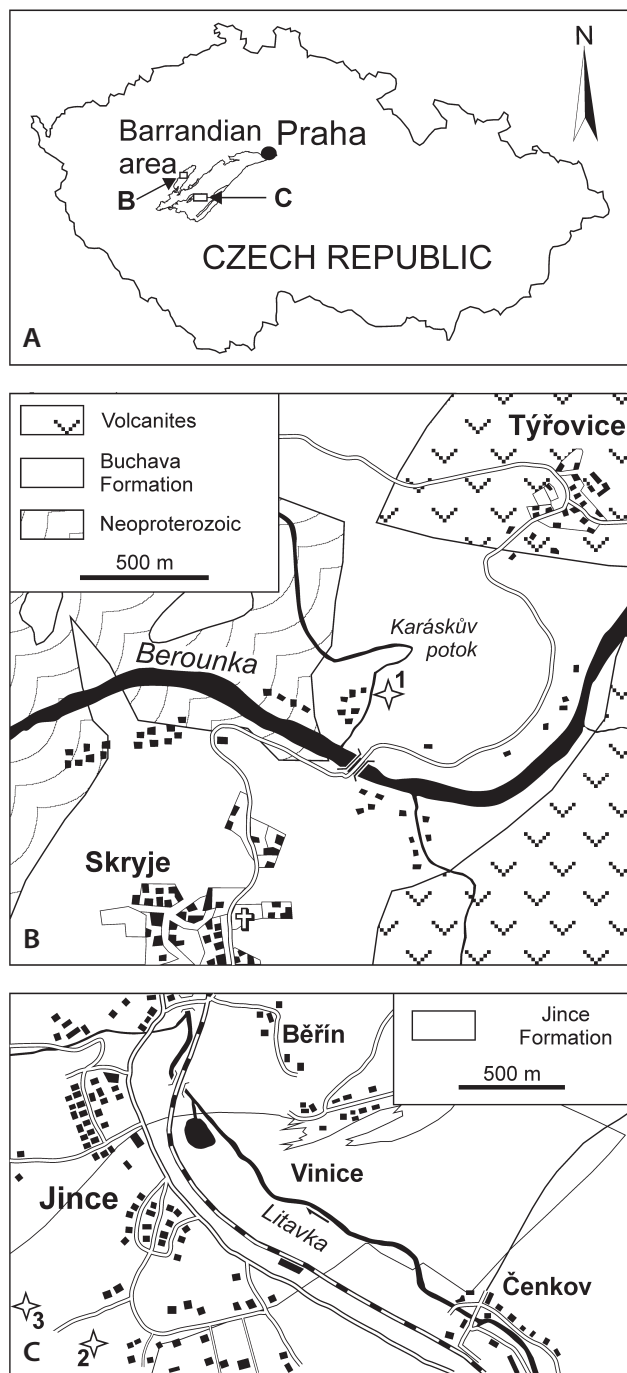 N
Barrandian
area
Praha
B
C
CZECH REPUBLIC
A
Volcanites
Buchava
Formation
Neoproterozoic
500 m
Týřovice
Karáskův
potok
Berounka
1
Skryje
B
Jince
Formation
500 m
Běřín
Vinice
Jince
Litavka
Čenkov
3
2
C